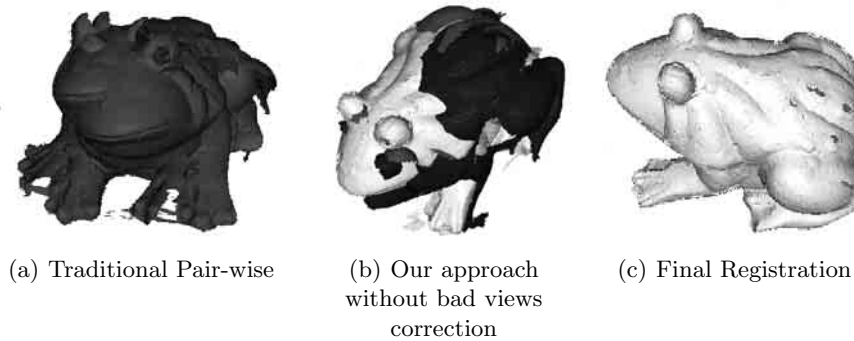 (a) Traditional Pair-wise
(b) Our approach
without bad views
correction
(c) Final Registration